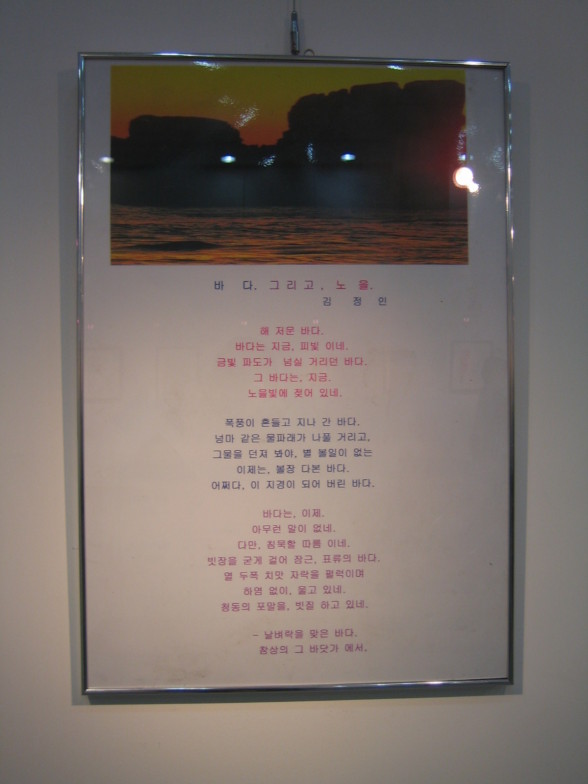 바 다. 그리고, 노 을.
김 정 인
해 저문 바다.
바다는 지금, 피빛 이네.
금빛 파도가 넘실 거리던 바다.
그 바다는, 지금.
노을빛에 젖어 있네.
폭풍이 흔들고 지나 간 바다.
넝마 같은 물파래가 나풀 거리고,
그물을 던져 봐야, 별 볼일이 없는
이제는, 볼장 다본 바다.
어쩌다, 이 지경이 되어 버린 바다.
바다는, 이제.
아무런 말이 없네.
다만, 침묵할 따름 이네.
빗장을 굳게 걸어 잠근, 표류의 바다.
열 두폭 치맛 자락을 펄럭이며
하염 없이, 울고 있네.
청동의 포말을, 빗질 하고 있네.
- 날벼락을 맞은 바다.
참상의 그 바닷가 에서.